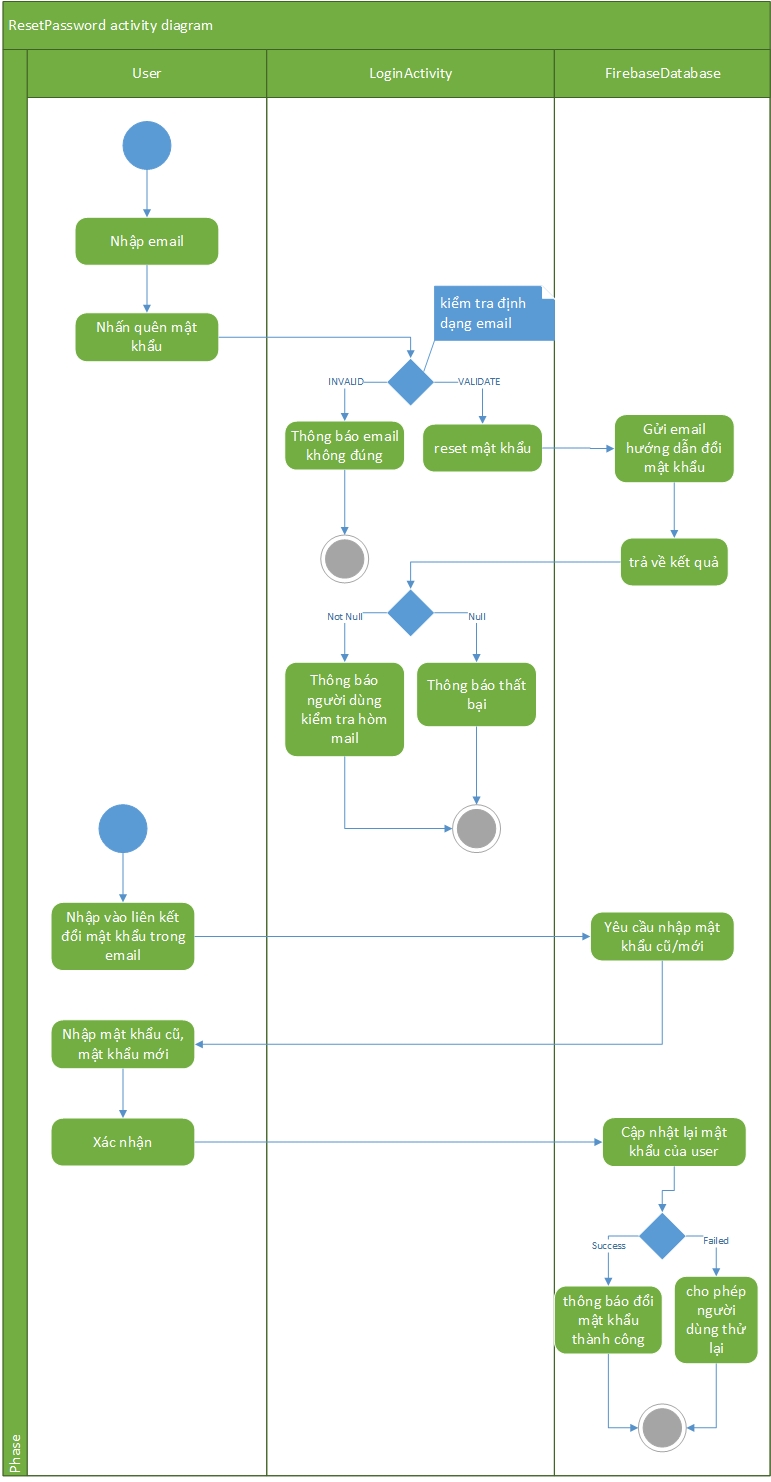 ResetPassword activity diagram
User
LoginActivity
FirebaseDatabase
Nhập email
Nhấn quên mật
khẩu
kiểm tra định
dạng email
INVALID
VALIDATE
Thông báo email
không đúng
reset mật khẩu
Gửi email
hướng dẫn đổi
mật khẩu
trả về kết quả
Not Null
Null
Thông báo
người dùng
kiểm tra hòm
mail
Thông báo thất
bại
Nhập vào liên kết
đổi mật khẩu trong
email
Yêu cầu nhập mật
khẩu cũ/mới
Nhập mật khẩu cũ,
mật khẩu mới
Xác nhận
Cập nhật lại mật
khẩu của user
Success
Failed
thông báo đổi
mật khẩu
thành công
cho phép
người
dùng thử
lại
Phase